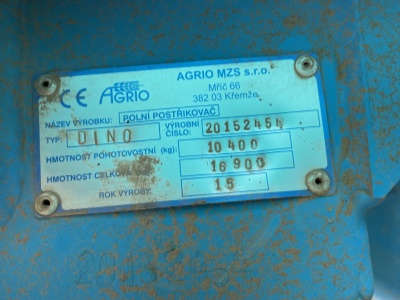 CE AGRIO
AGRIO MZS s.r.o.
Mříč 66
382 03 Křemže
NÁZEV VÝROBKU: POLNÍ POSTŘIKOVAČ
TYP: DINO VÝROBNÍ ČÍSLO: 20152454
HMOTNOST POHOTOVOSTNÍ (kg): 10 400
HMOTNOST CELKOVÁ (kg): 16 900
ROK VÝROBY: 15